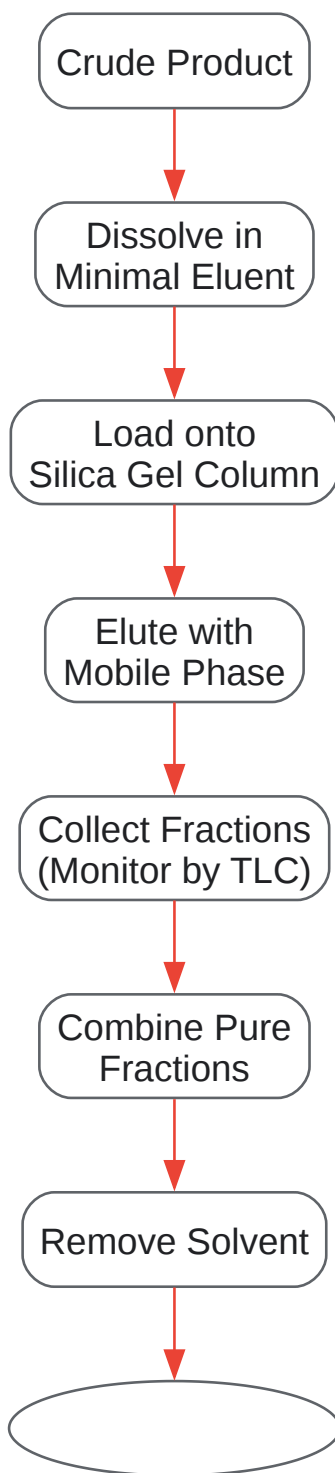 Crude Product
Dissolve in
Minimal Eluent
Load onto
Silica Gel Column
Elute with
Mobile Phase
Collect Fractions
(Monitor by TLC)
Combine Pure
Fractions
Remove Solvent